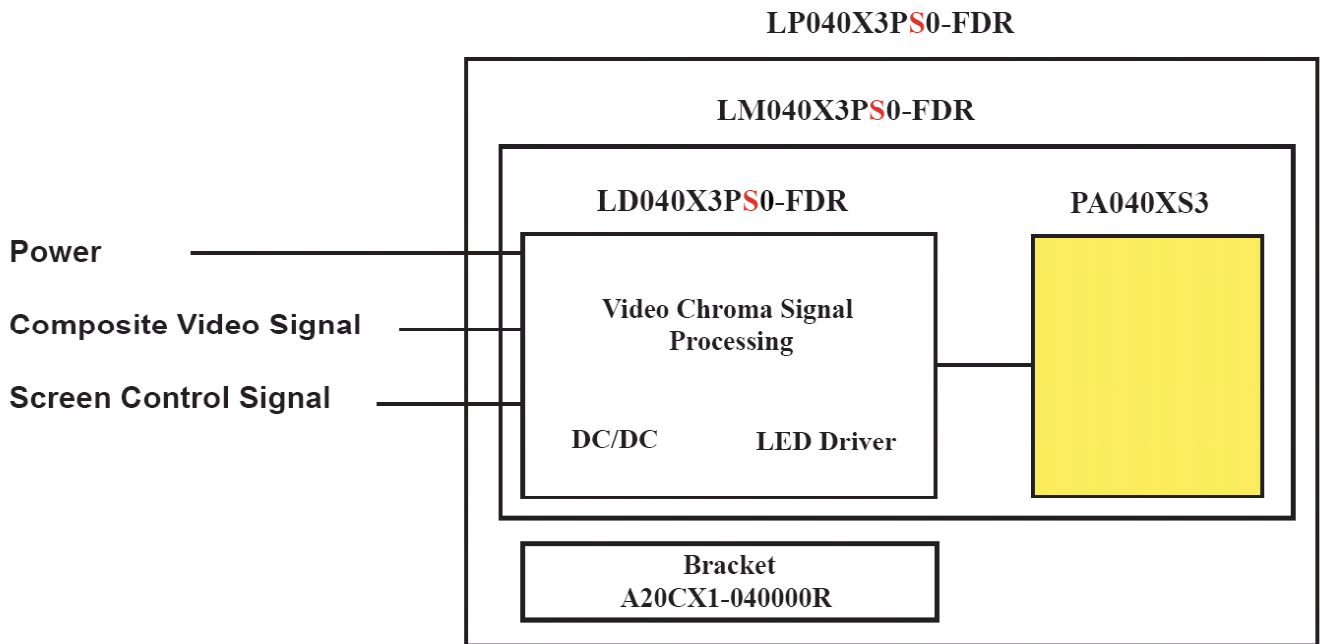 LP040X3PS0-FDR
LM040X3PS0-FDR
LD040X3PS0-FDR
PA040XS3
Power
Composite Video Signal
Screen Control Signal
Video Chroma Signal
Processing
DC/DC
LED Driver
Bracket
A20CX1-040000R